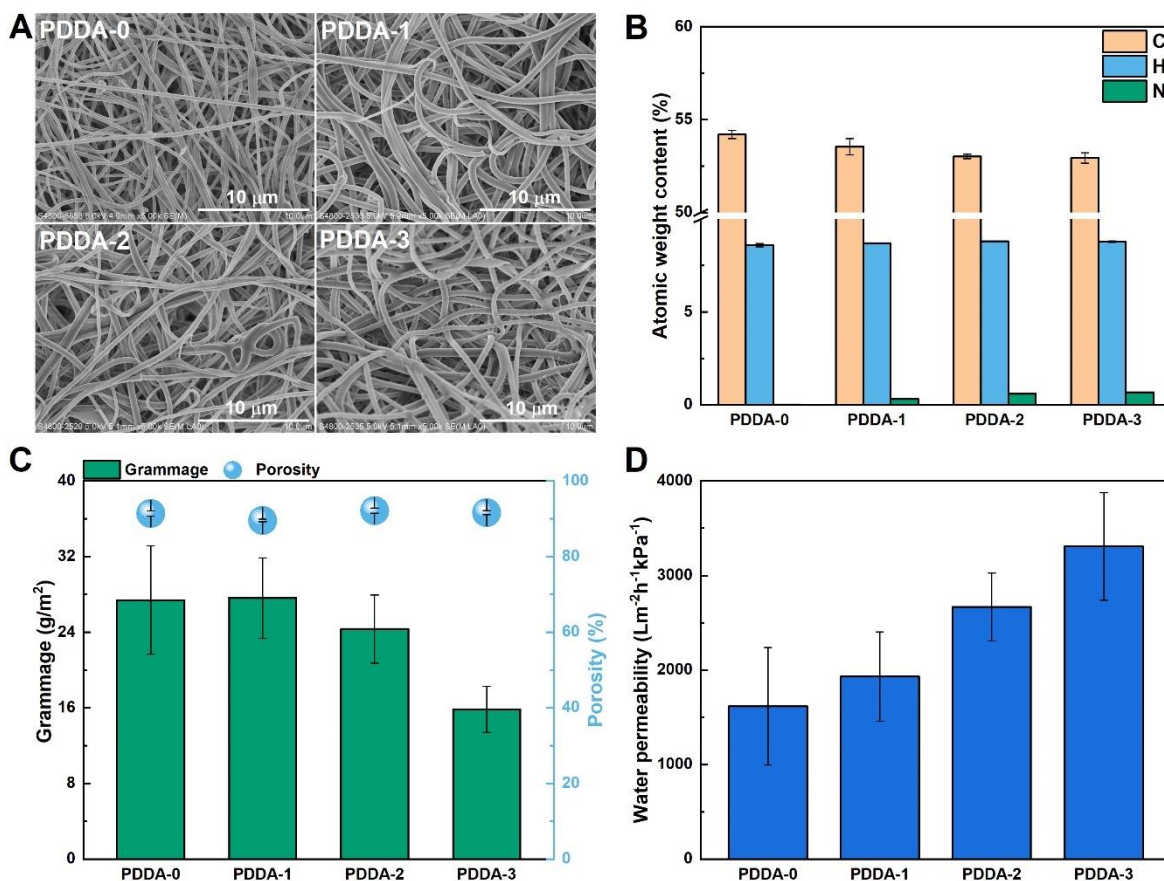 A
PDDA-0
PDDA-1
10 μm
10 μm
PDDA-2
PDDA-3
10 μm
10 μm
B
C
H
N
Atomic weight content (%)
60
54
50
5
0
PDDA-0 PDDA-1 PDDA-2 PDDA-3
C
Grammage Porosity
Grammage (g/m²)
40
32
24
16
8
0
100
80
60
40
20
0
Porosity (%)
PDDA-0 PDDA-1 PDDA-2 PDDA-3
D
Water permeability (Lm⁻²h⁻¹kPa⁻¹)
4000
3000
2000
1000
0
PDDA-0 PDDA-1 PDDA-2 PDDA-3